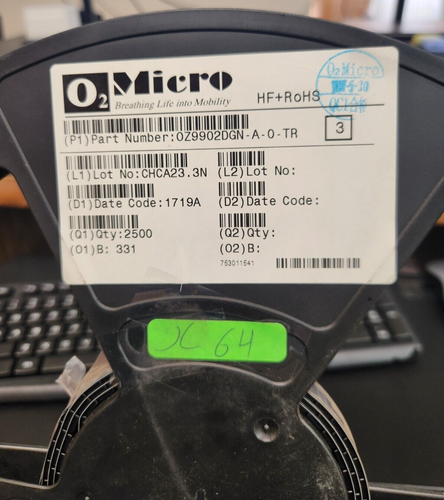 O2Micro
Breathing Life into Mobility
HF+RoHS
O2Micro
(P1)Part Number:OZ9902DGN-A-0-TR
3
(L1)Lot No:CHCA23.3N (L2)Lot No:
(D1)Date Code:1719A (D2)Date Code:
(Q1)Qty:2500 (Q2)Qty:
(O1)B: 331 (O2)B:
753011541
64